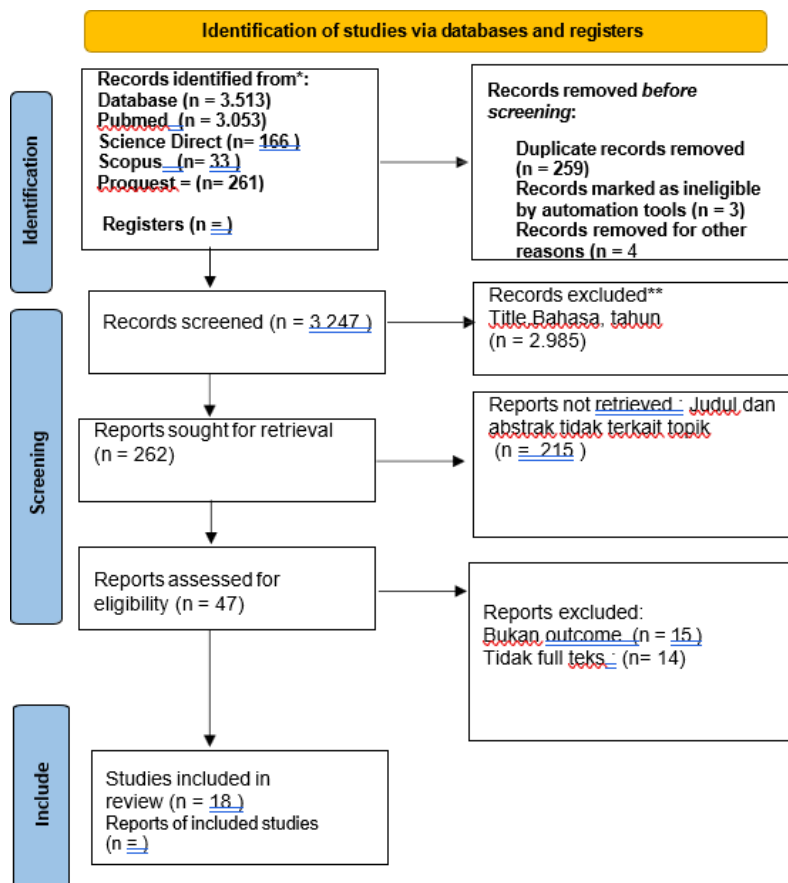 Identification of studies via databases and registers
Identification
Records identified from*:
Database (n = 3.513)
Pubmed (n = 3.053)
Science Direct (n= 166 )
Scopus (n= 33 )
Proquest = (n= 261)
Registers (n = )
Records removed before
screening:
Duplicate records removed
(n = 259)
Records marked as ineligible
by automation tools (n = 3)
Records removed for other
reasons (n = 4
Screening
Records screened (n = 3.247 )
Records excluded**
Title,Bahasa, tahun
(n = 2.985)
Reports sought for retrieval
(n = 262)
Reports not retrieved : Judul dan
abstrak tidak terkait topik
(n = 215 )
Reports assessed for
eligibility (n = 47)
Reports excluded:
Bukan outcome (n = 15 )
Tidak full teks : (n= 14)
Include
Studies included in
review (n = 18 )
Reports of included studies
(n = )